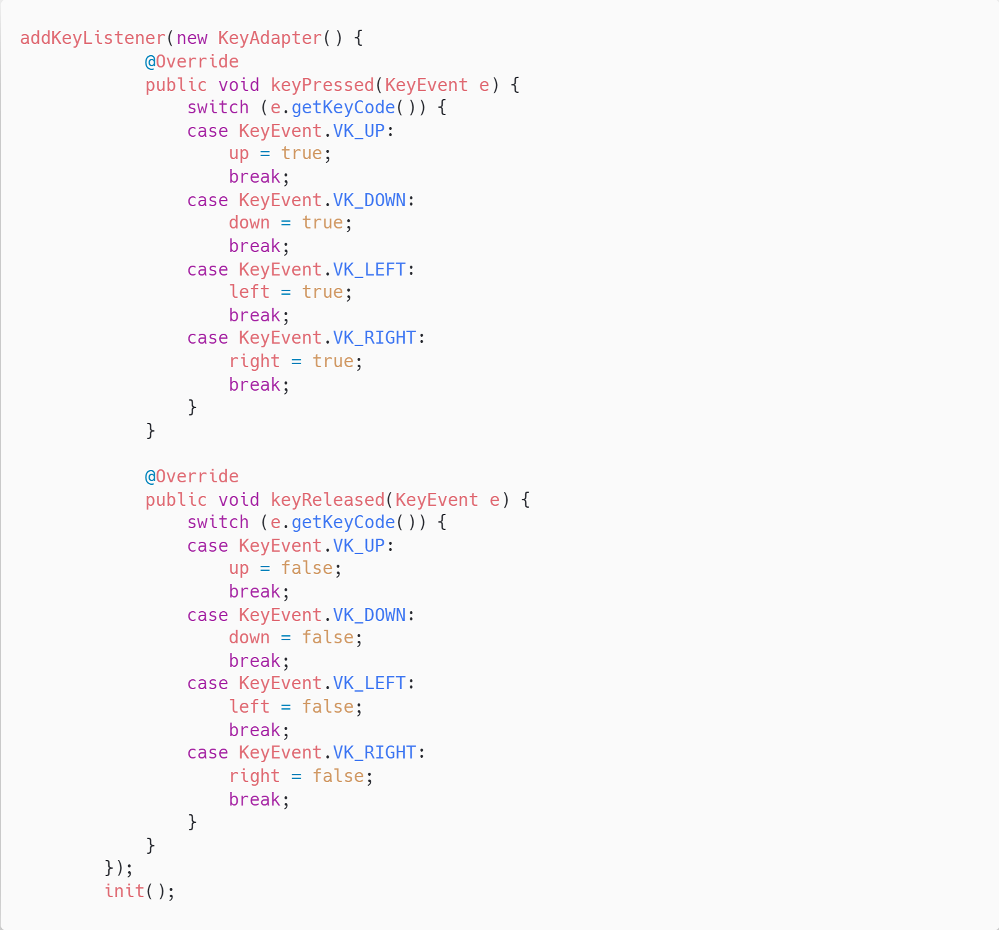 addKeyListener(new KeyAdapter() {
            @Override
            public void keyPressed(KeyEvent e) {
                switch (e.getKeyCode()) {
                case KeyEvent.VK_UP:
                    up = true;
                    break;
                case KeyEvent.VK_DOWN:
                    down = true;
                    break;
                case KeyEvent.VK_LEFT:
                    left = true;
                    break;
                case KeyEvent.VK_RIGHT:
                    right = true;
                    break;
                }
            }

            @Override
            public void keyReleased(KeyEvent e) {
                switch (e.getKeyCode()) {
                case KeyEvent.VK_UP:
                    up = false;
                    break;
                case KeyEvent.VK_DOWN:
                    down = false;
                    break;
                case KeyEvent.VK_LEFT:
                    left = false;
                    break;
                case KeyEvent.VK_RIGHT:
                    right = false;
                    break;
                }
            }
        });
        init();